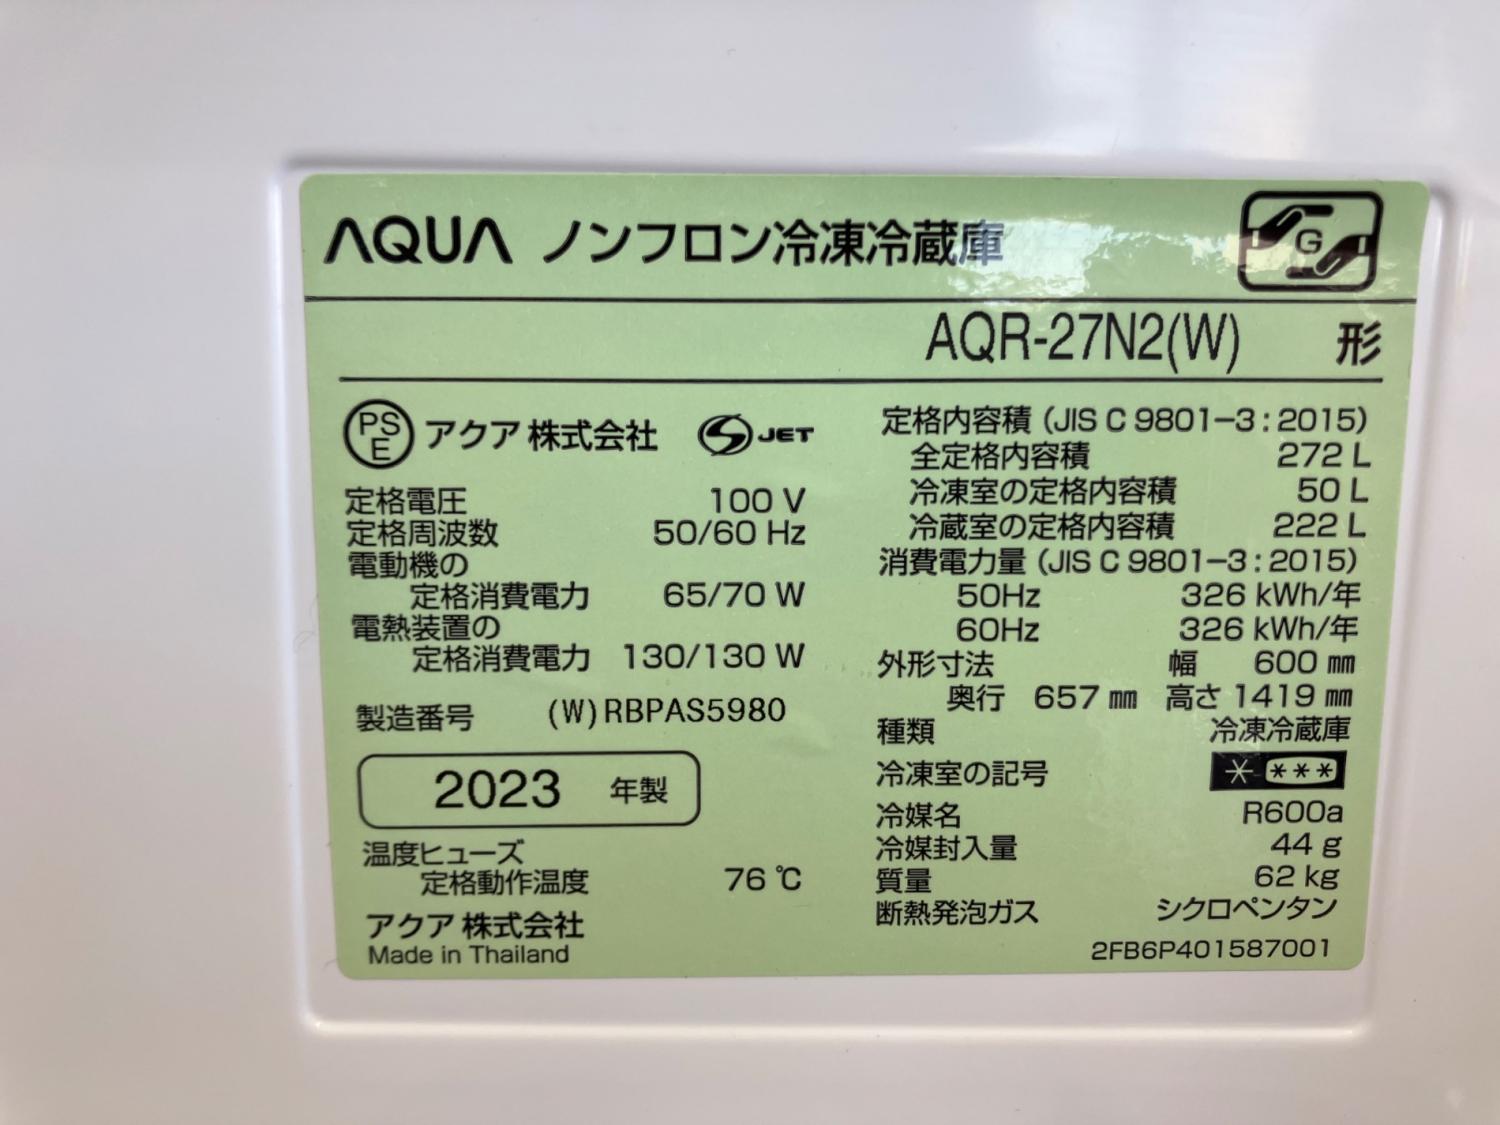 AQUA ノンフロン冷凍冷蔵庫
G
AQR-27N2(W) 形
PS
E
アクア株式会社 JET
定格電圧 100 V
定格周波数 50/60 Hz
電動機の
定格消費電力 65/70 W
電熱装置の
定格消費電力 130/130 W
製造番号 (W)RBPAS5980
2023 年製
温度ヒューズ
定格動作温度 76 ℃
アクア株式会社
Made in Thailand
定格内容積 (JIS C 9801-3:2015)
全定格内容積 272 L
冷凍室の定格内容積 50 L
冷蔵室の定格内容積 222 L
消費電力量 (JIS C 9801-3:2015)
50Hz 326 kWh/年
60Hz 326 kWh/年
外形寸法 幅 600 ㎜
奥行 657 ㎜ 高さ 1419 ㎜
種類 冷凍冷蔵庫
冷凍室の記号 * ***
冷媒名 R600a
冷媒封入量 44 g
質量 62 kg
断熱発泡ガス シクロペンタン
2FB6P401587001